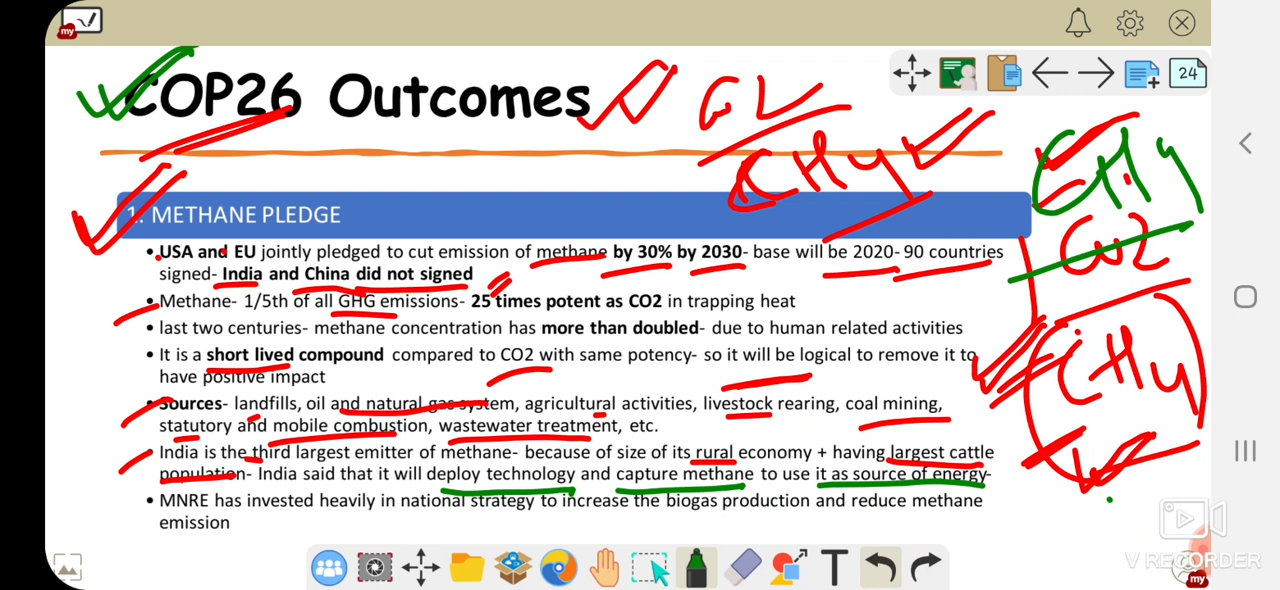 my
24
COP26 Outcomes
CHy
CHy
CO2
CHy
1. METHANE PLEDGE
• USA and EU jointly pledged to cut emission of methane by 30% by 2030- base will be 2020- 90 countries
signed- India and China did not signed
• Methane- 1/5th of all GHG emissions- 25 times potent as CO2 in trapping heat
• last two centuries- methane concentration has more than doubled- due to human related activities
• It is a short lived compound compared to CO2 with same potency- so it will be logical to remove it to
have positive impact
• Sources- landfills, oil and natural gas system, agricultural activities, livestock rearing, coal mining,
statutory and mobile combustion, wastewater treatment, etc.
• India is the third largest emitter of methane- because of size of its rural economy + having largest cattle
population- India said that it will deploy technology and capture methane to use it as source of energy-
• MNRE has invested heavily in national strategy to increase the biogas production and reduce methane
emission
V RECORDER
T
my